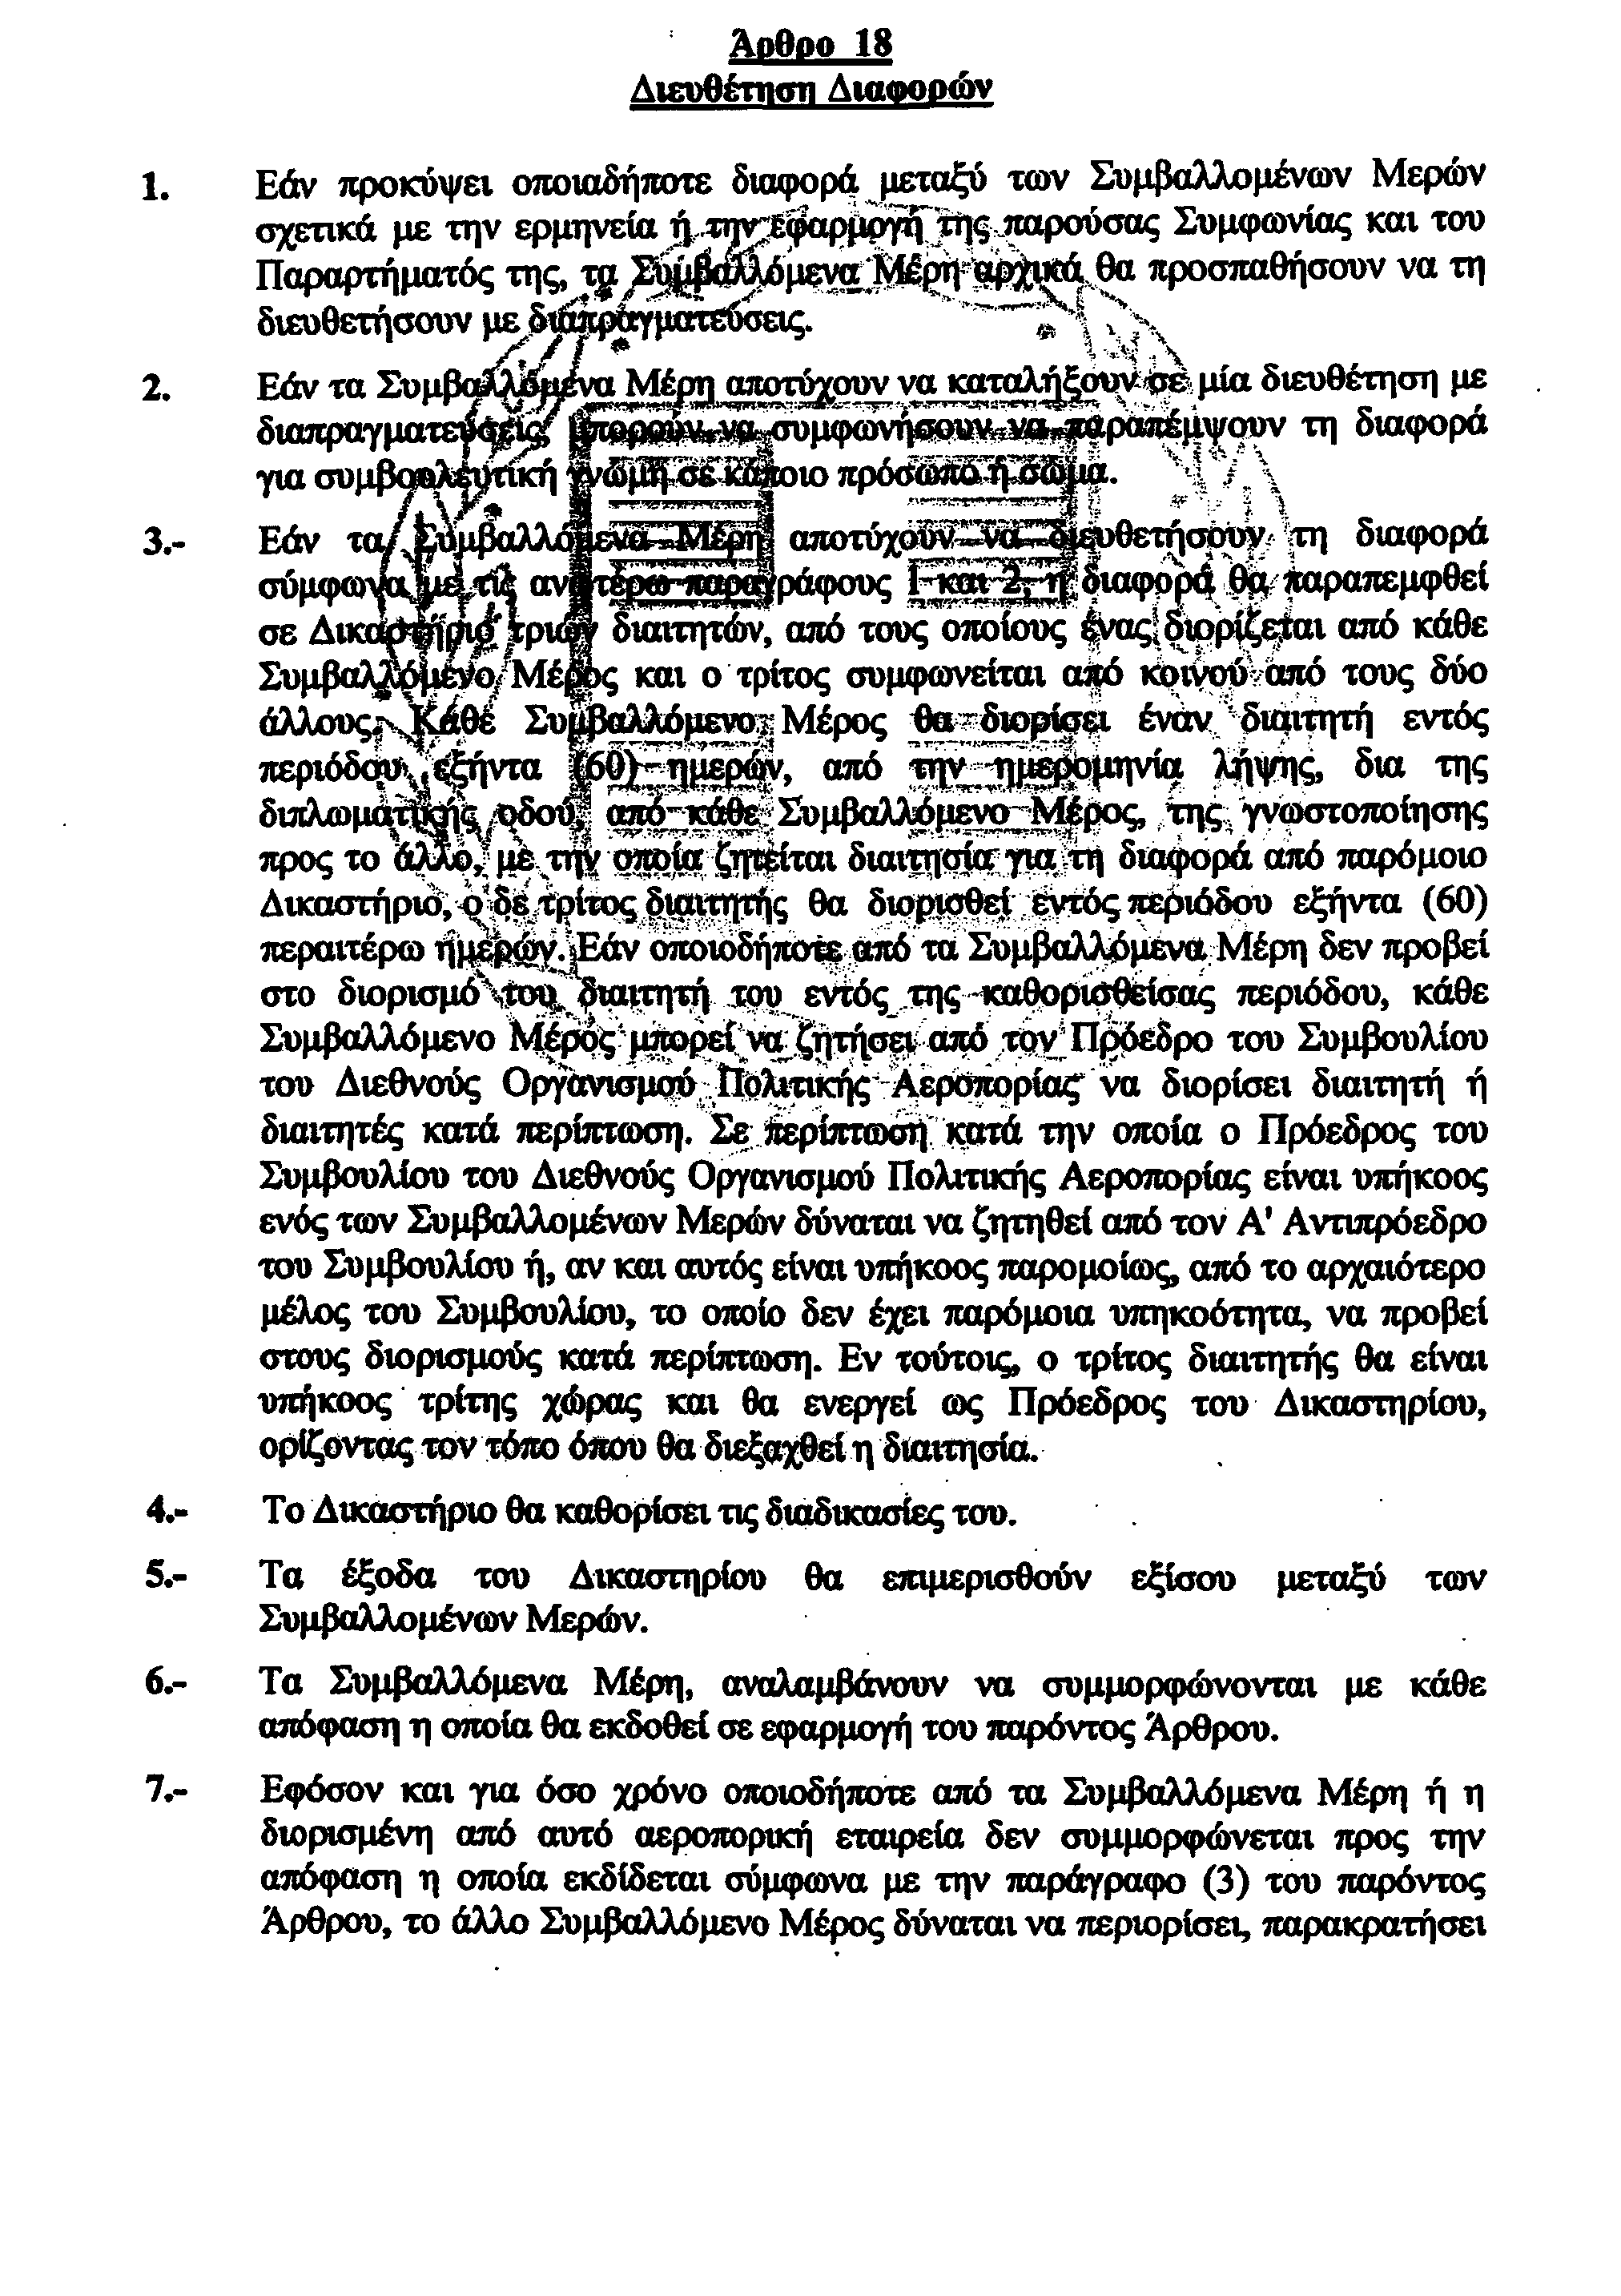 Άρθρο 18
Διευθέτηση Διαφορών
1. Εάν προκύψει οποιαδήποτε διαφορά μεταξύ των Συμβαλλομένων Μερών
σχετικά με την ερμηνεία ή την εφαρμογή της παρούσας Συμφωνίας και του
Παραρτήματός της, τα Συμβαλλόμενα Μέρη αρχικά θα προσπαθήσουν να τη
διευθετήσουν με διαπραγματεύσεις.
2. Εάν τα Συμβαλλόμενα Μέρη αποτύχουν να καταλήξουν σε μία διευθέτηση με
διαπραγματεύσεις, μπορούν να συμφωνήσουν να παραπέμψουν τη διαφορά
για συμβουλευτική γνώμη σε κάποιο πρόσωπο ή σώμα.
3.- Εάν τα Συμβαλλόμενα Μέρη αποτύχουν να διευθετήσουν τη διαφορά
σύμφωνα με τις ανωτέρω παραγράφους 1 και 2, η διαφορά θα παραπεμφθεί
σε Δικαστήριο τριών διαιτητών, από τους οποίους ένας διορίζεται από κάθε
Συμβαλλόμενο Μέρος και ο τρίτος συμφωνείται από κοινού από τους δύο
άλλους. Κάθε Συμβαλλόμενο Μέρος θα διορίσει έναν διαιτητή εντός
περιόδου εξήντα (60) ημερών, από την ημερομηνία λήψης, δια της
διπλωματικής οδού, από κάθε Συμβαλλόμενο Μέρος, της γνωστοποίησης
προς το άλλο, με την οποία ζητείται διαιτησία για τη διαφορά από παρόμοιο
Δικαστήριο, ο δε τρίτος διαιτητής θα διορισθεί εντός περιόδου εξήντα (60)
περαιτέρω ημερών. Εάν οποιοδήποτε από τα Συμβαλλόμενα Μέρη δεν προβεί
στο διορισμό του διαιτητή του εντός της καθορισθείσας περιόδου, κάθε
Συμβαλλόμενο Μέρος μπορεί να ζητήσει από τον Πρόεδρο του Συμβουλίου
του Διεθνούς Οργανισμού Πολιτικής Αεροπορίας να διορίσει διαιτητή ή
διαιτητές κατά περίπτωση. Σε περίπτωση κατά την οποία ο Πρόεδρος του
Συμβουλίου του Διεθνούς Οργανισμού Πολιτικής Αεροπορίας είναι υπήκοος
ενός των Συμβαλλομένων Μερών δύναται να ζητηθεί από τον Α' Αντιπρόεδρο
του Συμβουλίου ή, αν και αυτός είναι υπήκοος παρομοίως, από το αρχαιότερο
μέλος του Συμβουλίου, το οποίο δεν έχει παρόμοια υπηκοότητα, να προβεί
στους διορισμούς κατά περίπτωση. Εν τούτοις, ο τρίτος διαιτητής θα είναι
υπήκοος τρίτης χώρας και θα ενεργεί ως Πρόεδρος του Δικαστηρίου,
ορίζοντας τον τόπο όπου θα διεξαχθεί η διαιτησία.
4.- Το Δικαστήριο θα καθορίσει τις διαδικασίες του.
5.- Τα έξοδα του Δικαστηρίου θα επιμερισθούν εξίσου μεταξύ των
Συμβαλλομένων Μερών.
6.- Τα Συμβαλλόμενα Μέρη, αναλαμβάνουν να συμμορφώνονται με κάθε
απόφαση η οποία θα εκδοθεί σε εφαρμογή του παρόντος Άρθρου.
7.- Εφόσον και για όσο χρόνο οποιοδήποτε από τα Συμβαλλόμενα Μέρη ή η
διορισμένη από αυτό αεροπορική εταιρεία δεν συμμορφώνεται προς την
απόφαση η οποία εκδίδεται σύμφωνα με την παράγραφο (3) του παρόντος
Άρθρου, το άλλο Συμβαλλόμενο Μέρος δύναται να περιορίσει, παρακρατήσει